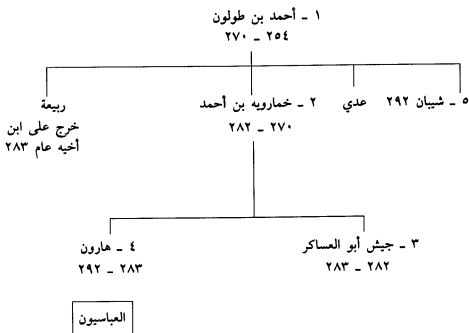 ١ - أحمد بن طولون
٢٥٤ - ٢٧٠
٥ - شيبان ٢٩٢
عدي
٢ - خمارويه بن أحمد
٢٧٠ - ٢٨٢
ربيعة
خرج على ابن
أخيه عام ٢٨٣
٣ - جيش أبو العساكر
٢٨٢ - ٢٨٣
٤ - هارون
٢٨٣ - ٢٩٢
العباسيون